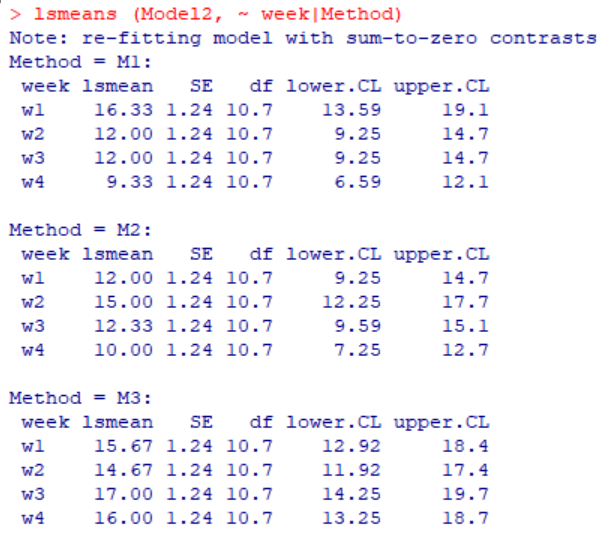 > lsmeans (Model2, ~ week|Method)
Note: re-fitting model with sum-to-zero contrasts
Method = M1:
week lsmean SE df lower.CL upper.CL
w1 16.33 1.24 10.7 13.59 19.1
w2 12.00 1.24 10.7 9.25 14.7
w3 12.00 1.24 10.7 9.25 14.7
w4 9.33 1.24 10.7 6.59 12.1
Method = M2:
week lsmean SE df lower.CL upper.CL
w1 12.00 1.24 10.7 9.25 14.7
w2 15.00 1.24 10.7 12.25 17.7
w3 12.33 1.24 10.7 9.59 15.1
w4 10.00 1.24 10.7 7.25 12.7
Method = M3:
week lsmean SE df lower.CL upper.CL
w1 15.67 1.24 10.7 12.92 18.4
w2 14.67 1.24 10.7 11.92 17.4
w3 17.00 1.24 10.7 14.25 19.7
w4 16.00 1.24 10.7 13.25 18.7